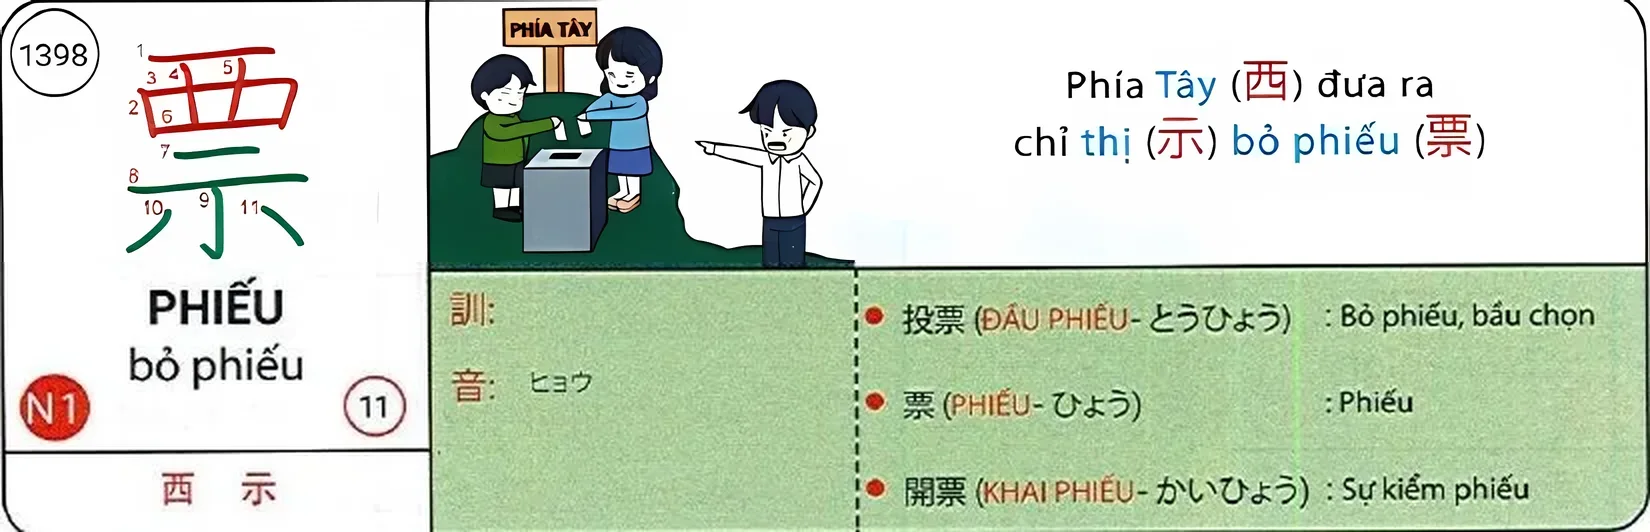 1398
1
3 4 5
2 6
7
8
10 9 11
票
PHIẾU
bỏ phiếu
N1
11
西 示
PHÍA TÂY
Phía Tây (西) đưa ra
chỉ thị (示) bỏ phiếu (票)
訓:
音: ヒョウ
投票 (ĐẦU PHIẾU- とうひょう) : Bỏ phiếu, bầu chọn
票 (PHIẾU- ひょう) : Phiếu
開票 (KHAI PHIẾU- かいひょう) : Sự kiểm phiếu